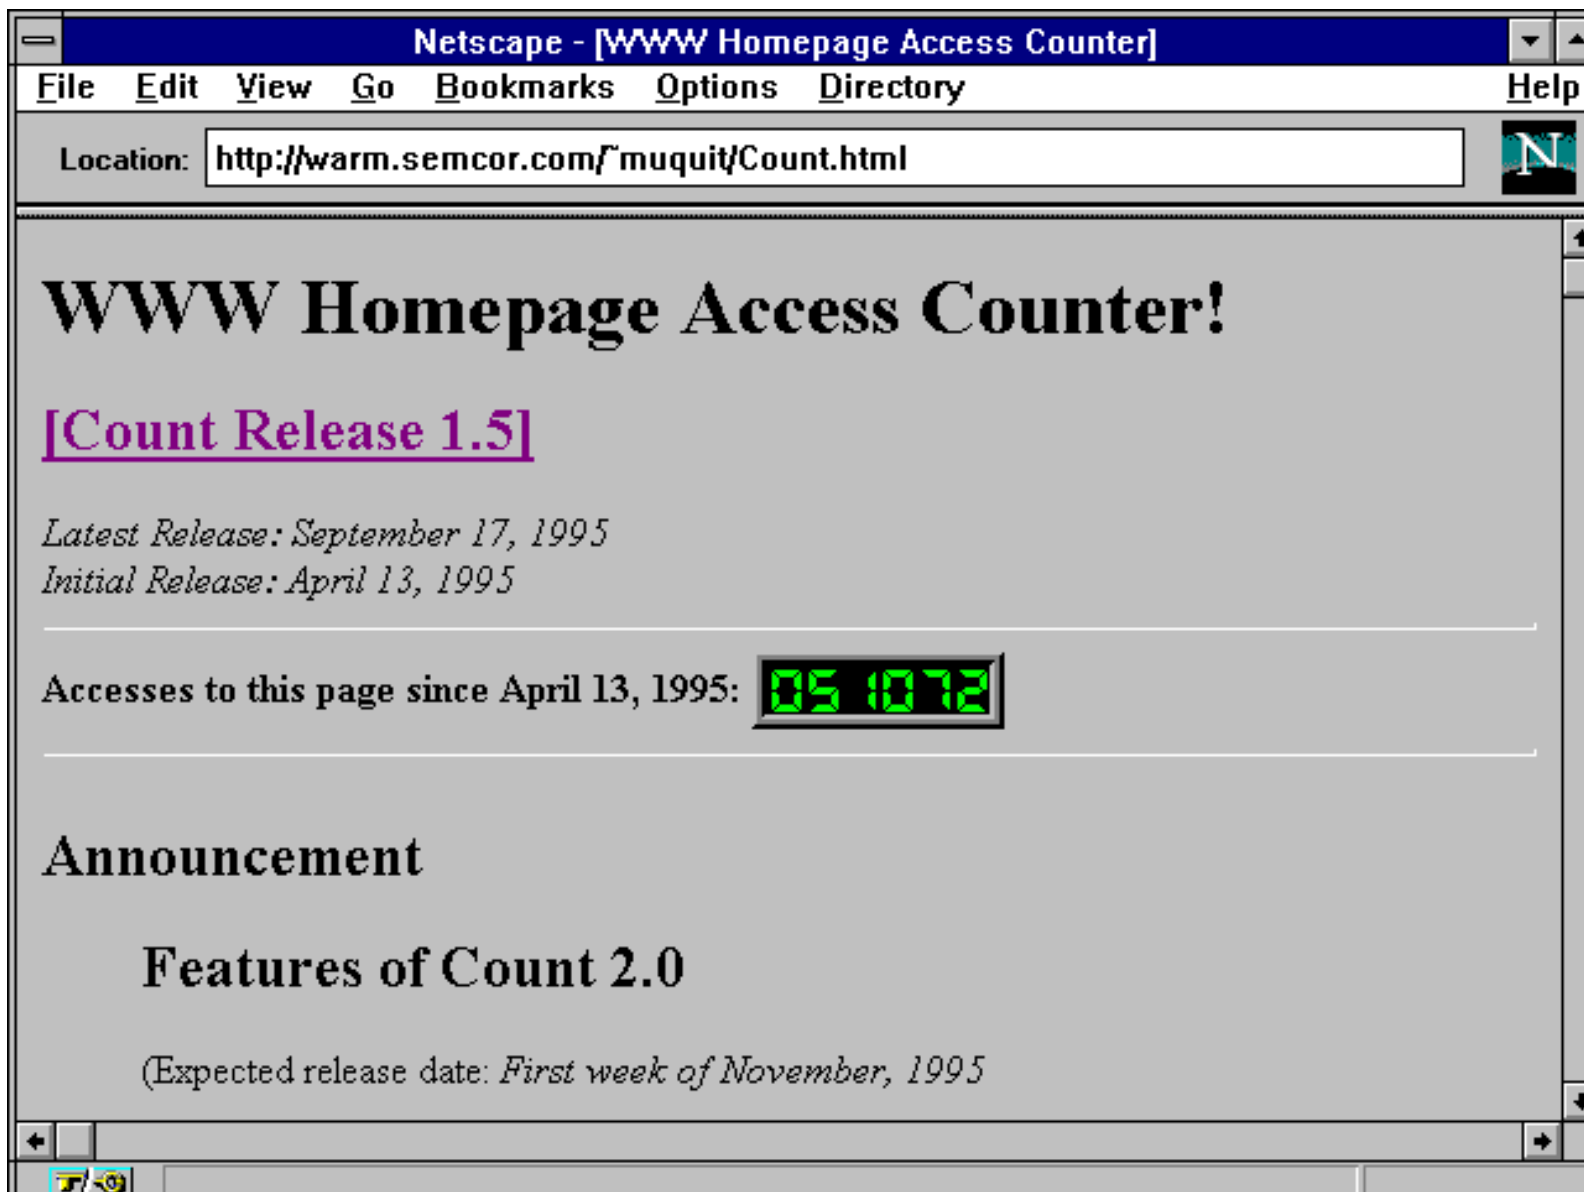 Netscape - [WWW Homepage Access Counter]
File Edit View Go Bookmarks Options Directory Help
Location: http://warm.semcor.com/~muquit/Count.html
N
WWW Homepage Access Counter!
[Count Release 1.5]
Latest Release: September 17, 1995
Initial Release: April 13, 1995
Accesses to this page since April 13, 1995: 051072
Announcement
Features of Count 2.0
(Expected release date: First week of November, 1995